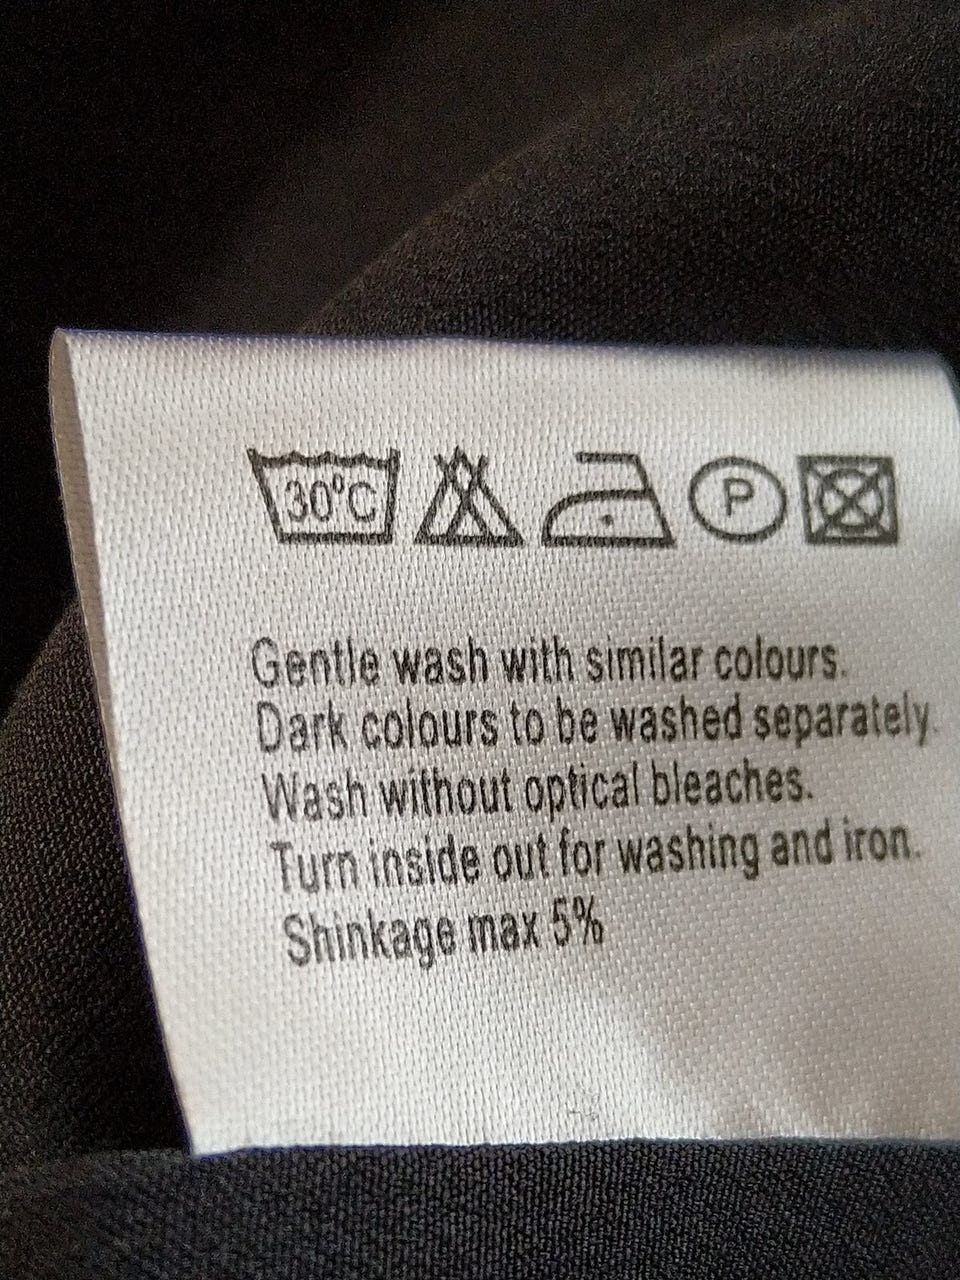 30°C P
Gentle wash with similar colours.
Dark colours to be washed separately.
Wash without optical bleaches.
Turn inside out for washing and iron.
Shinkage max 5%